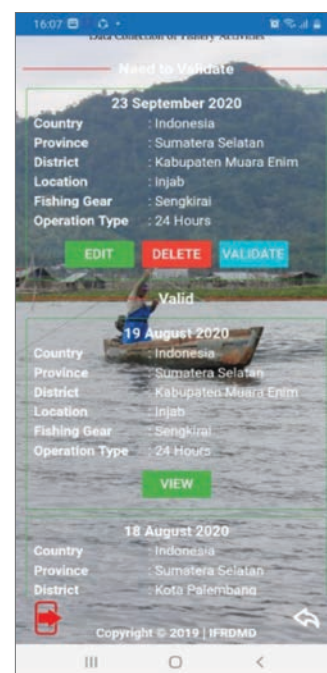 16:07
Data Collection of Fishery Activities
Need to Validate
23 September 2020
Country : Indonesia
Province : Sumatera Selatan
District : Kabupaten Muara Enim
Location : Injab
Fishing Gear : Sengkirai
Operation Type : 24 Hours
EDIT DELETE VALIDATE
Valid
19 August 2020
Country : Indonesia
Province : Sumatera Selatan
District : Kabupaten Muara Enim
Location : Injab
Fishing Gear : Sengkirai
Operation Type : 24 Hours
VIEW
18 August 2020
Country : Indonesia
Province : Sumatera Selatan
District : Kota Palembang
Copyright © 2019 | IFRDMD